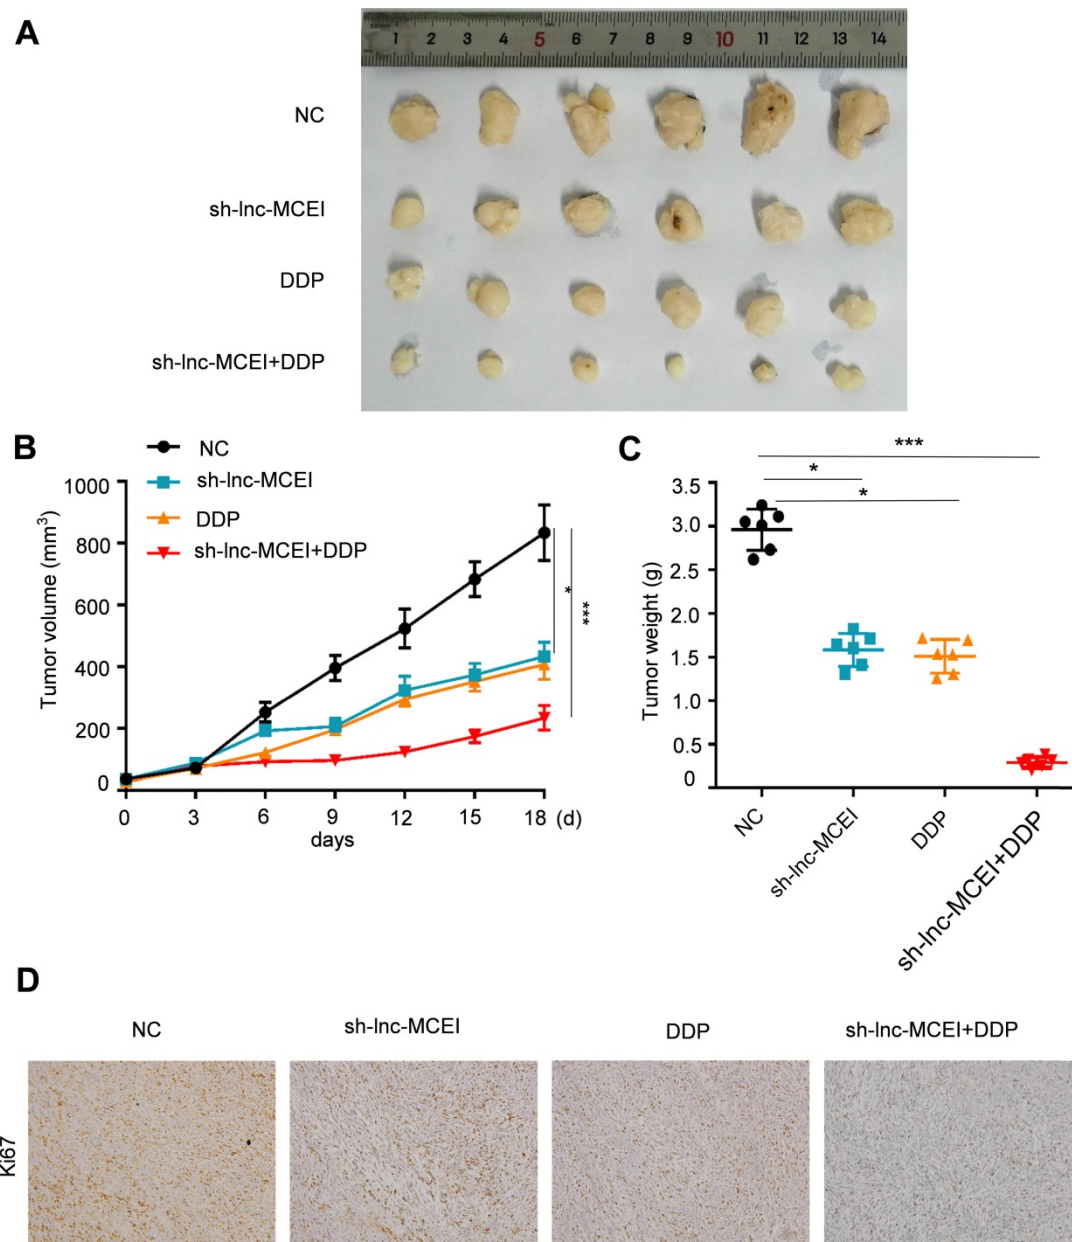 A
1 2 3 4 5 6 7 8 9 10 11 12 13 14
NC
sh-lnc-MCEI
DDP
sh-lnc-MCEI+DDP
B
NC
sh-lnc-MCEI
DDP
sh-lnc-MCEI+DDP
Tumor volume (mm³)
1000
800
600
400
200
0
0 3 6 9 12 15 18 (d)
days
*
***
C
***
*
*
Tumor weight (g)
3.5
3.0
2.5
2.0
1.5
1.0
0.5
0
NC
sh-lnc-MCEI
DDP
sh-lnc-MCEI+DDP
D
NC
sh-lnc-MCEI
DDP
sh-lnc-MCEI+DDP
Ki67